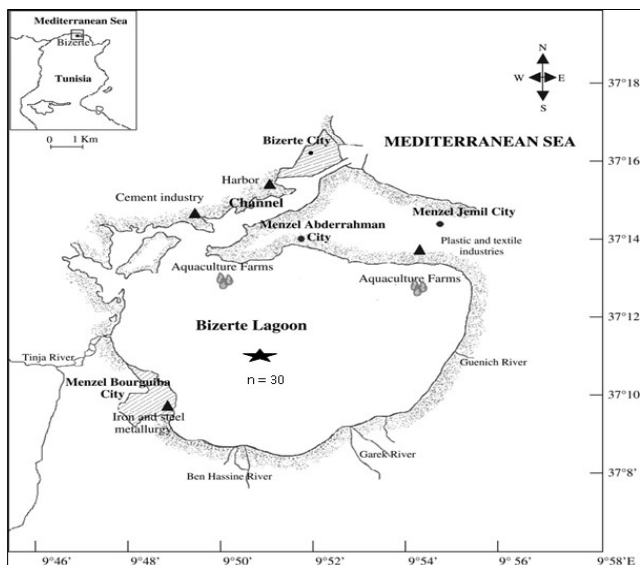 Mediterranean Sea
Bizerte
Tunisia
0 1 Km
N
W E
S
37°18'
Bizerte City
MEDITERRANEAN SEA
37°16'
Harbor
Cement industry
Channel
Menzel Jemil City
Menzel Abderrahman
City
37°14'
Plastic and textile
industries
Aquaculture Farms
Aquaculture Farms
37°12'
Bizerte Lagoon
Tinja River
Guenich River
n = 30
Menzel Bourguiba
City
37°10'
Iron and steel
metallurgy
Garek River
Ben Hassine River
37°8'
9°46'
9°48'
9°50'
9°52'
9°54'
9° 56'
9°58'E